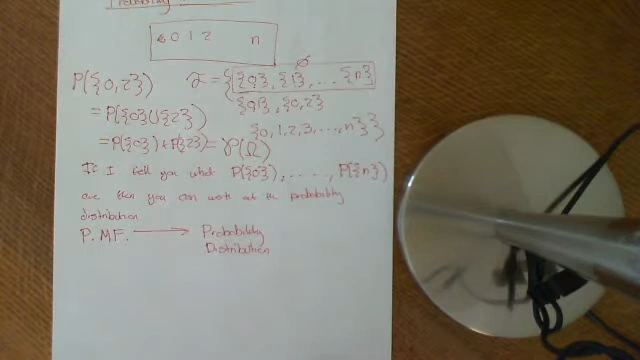 Probability
0 1 2 n
P({0,2}) F = { {0}, {1}, ... {n}
∅
= P({0}∪{2}) {0,1}, {0,2}
{0,1,2,3,...,n} }
= P({0}) + P({2}) = P(Ω)
If I tell you what P({0}), . . . . , P({n})
are then you can work out the probability
distribution
P.M.F. → Probability
Distribution